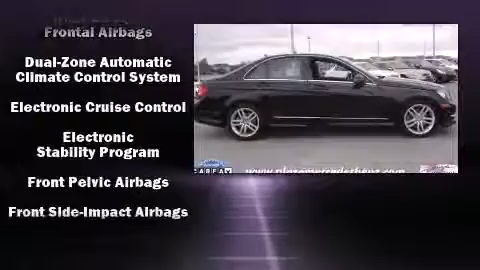 Frontal Airbags
Dual-Zone Automatic
Climate Control System
Electronic Cruise Control
Electronic
Stability Program
Front Pelvic Airbags
Front Side-Impact Airbags
CARFAX